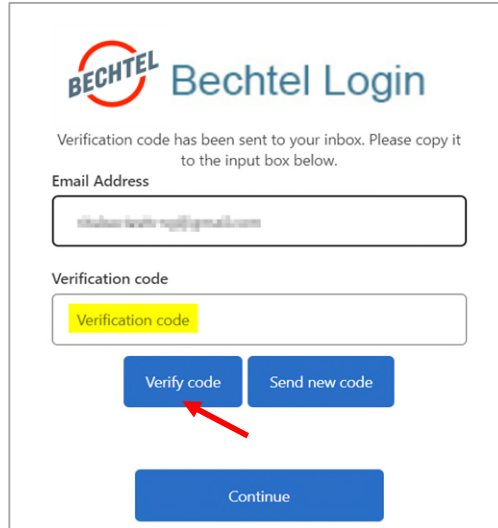 BECHTEL
Bechtel Login
Verification code has been sent to your inbox. Please copy it
to the input box below.
Email Address
Verification code
Verification code
Verify code
Send new code
Continue